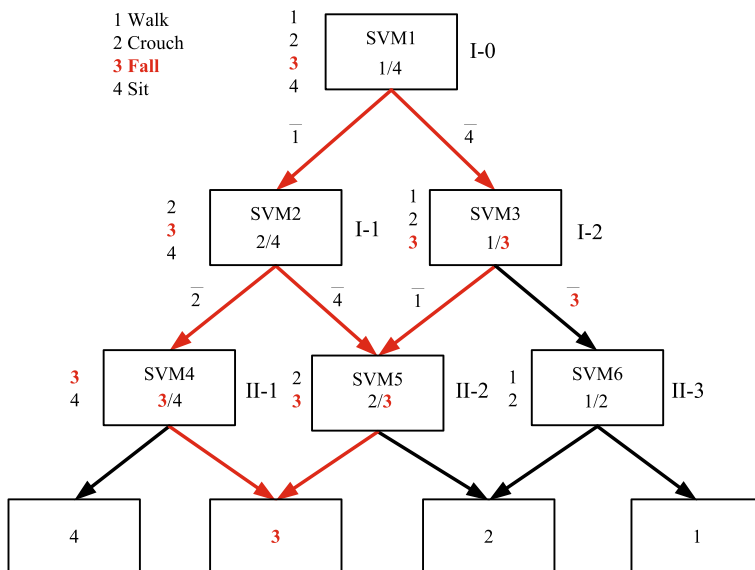 1 Walk
2 Crouch
3 Fall
4 Sit
1
2
3
4
SVM1
1/4
I-0
1̅
4̅
2
3
4
SVM2
2/4
I-1
1
2
3
SVM3
1/3
I-2
2̅
4̅
1̅
3̅
3
4
SVM4
3/4
II-1
2
3
SVM5
2/3
II-2
1
2
SVM6
1/2
II-3
4
3
2
1